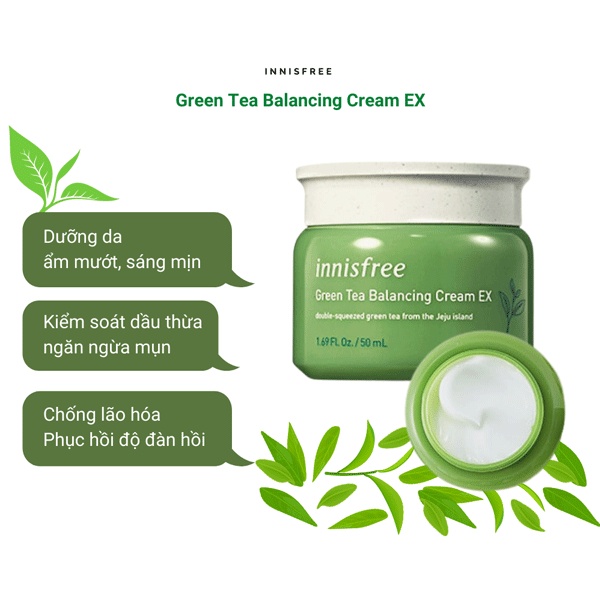 INNISFREE
Green Tea Balancing Cream EX
Dưỡng da
ẩm mướt, sáng mịn
Kiểm soát dầu thừa
ngăn ngừa mụn
Chống lão hóa
Phục hồi độ đàn hồi
innisfree
Green Tea Balancing Cream EX
double-squeezed green tea from the Jeju island
1.69 FL Oz. / 50 mL